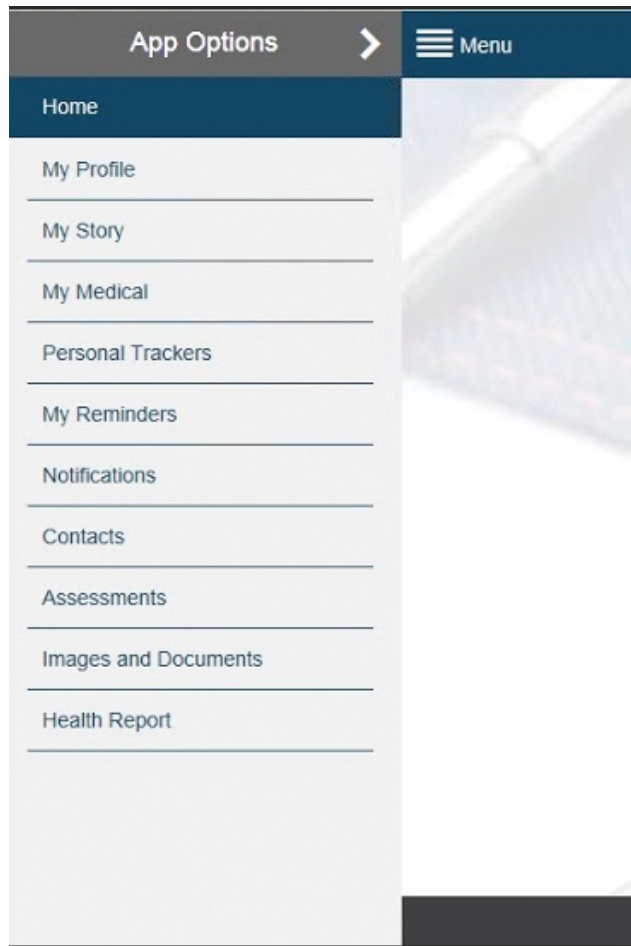 App Options
Menu
Home
My Profile
My Story
My Medical
Personal Trackers
My Reminders
Notifications
Contacts
Assessments
Images and Documents
Health Report